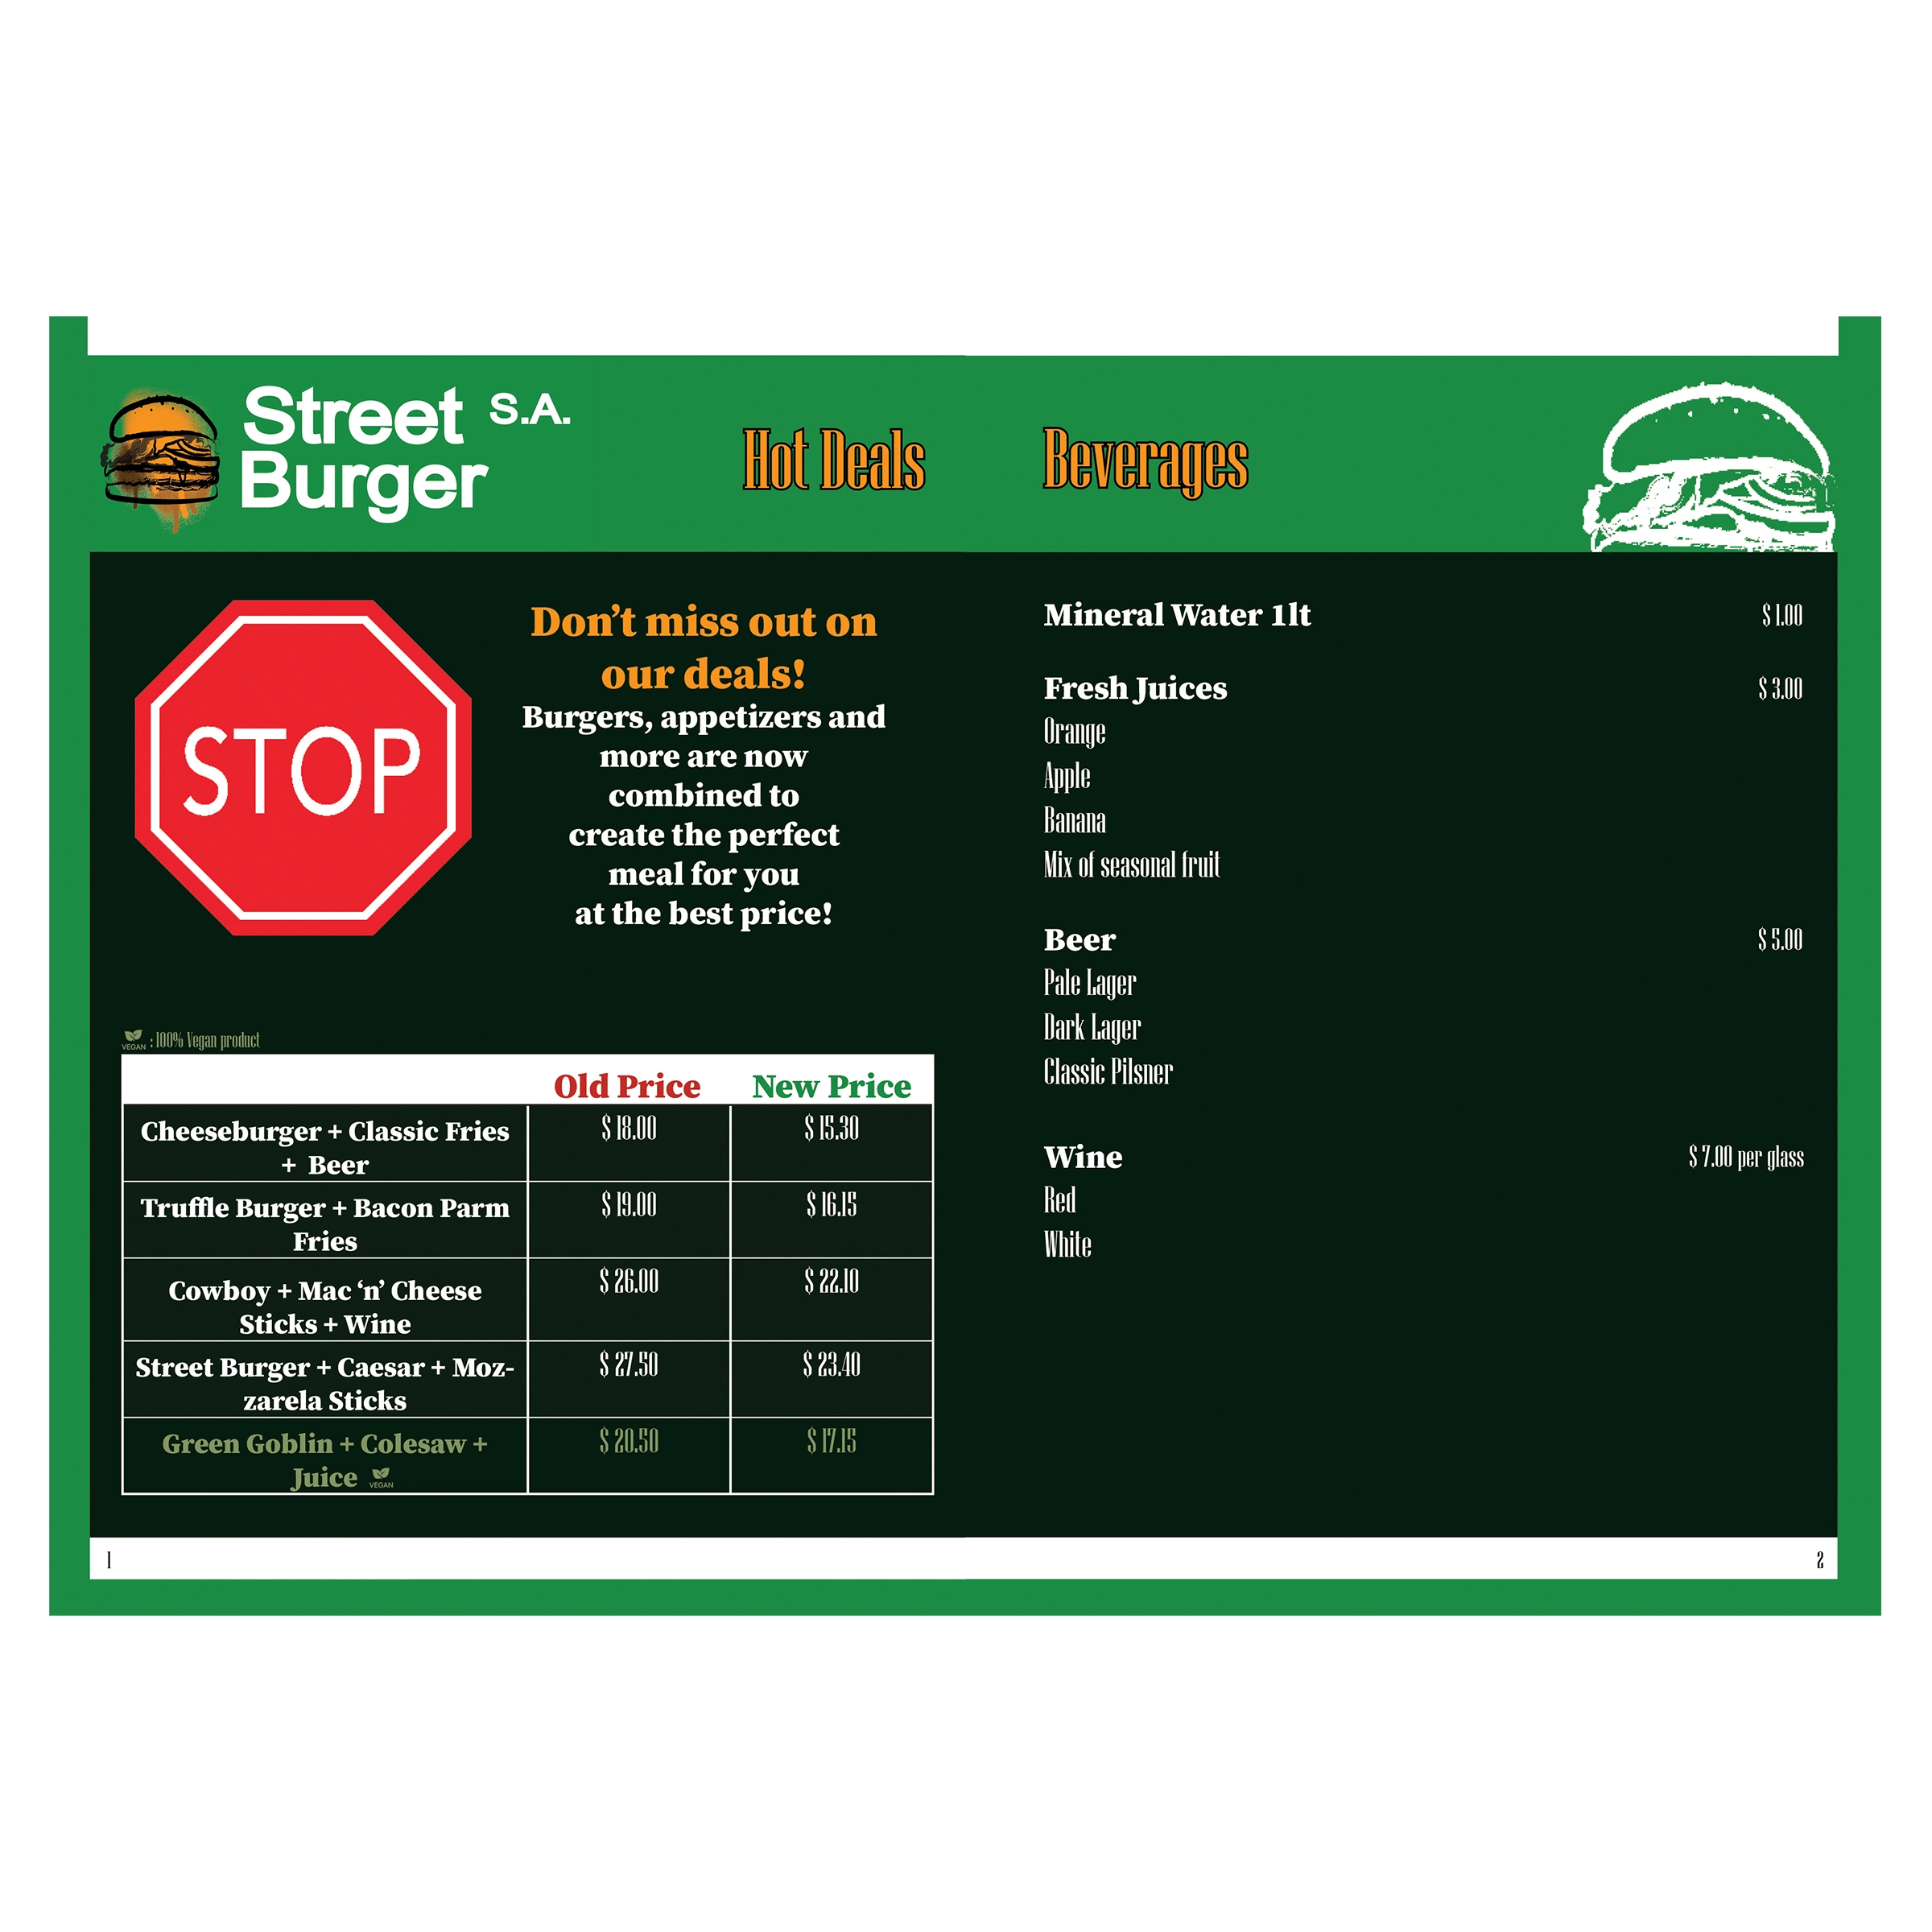 Street S.A.
Burger
Hot Deals
STOP
Don’t miss out on
our deals!
Burgers, appetizers and
more are now
combined to
create the perfect
meal for you
at the best price!
VEGAN : 100% Vegan product
Old Price New Price
Cheeseburger + Classic Fries
+ Beer
$ 18.00 $ 15.30
Truffle Burger + Bacon Parm
Fries
$ 19.00 $ 16.15
Cowboy + Mac ‘n’ Cheese
Sticks + Wine
$ 26.00 $ 22.10
Street Burger + Caesar + Moz-
zarela Sticks
$ 27.50 $ 23.40
Green Goblin + Colesaw +
Juice VEGAN
$ 20.50 $ 17.15
1
Beverages
Mineral Water 1lt $ 1.00
Fresh Juices $ 3.00
Orange
Apple
Banana
Mix of seasonal fruit
Beer $ 5.00
Pale Lager
Dark Lager
Classic Pilsner
Wine $ 7.00 per glass
Red
White
2